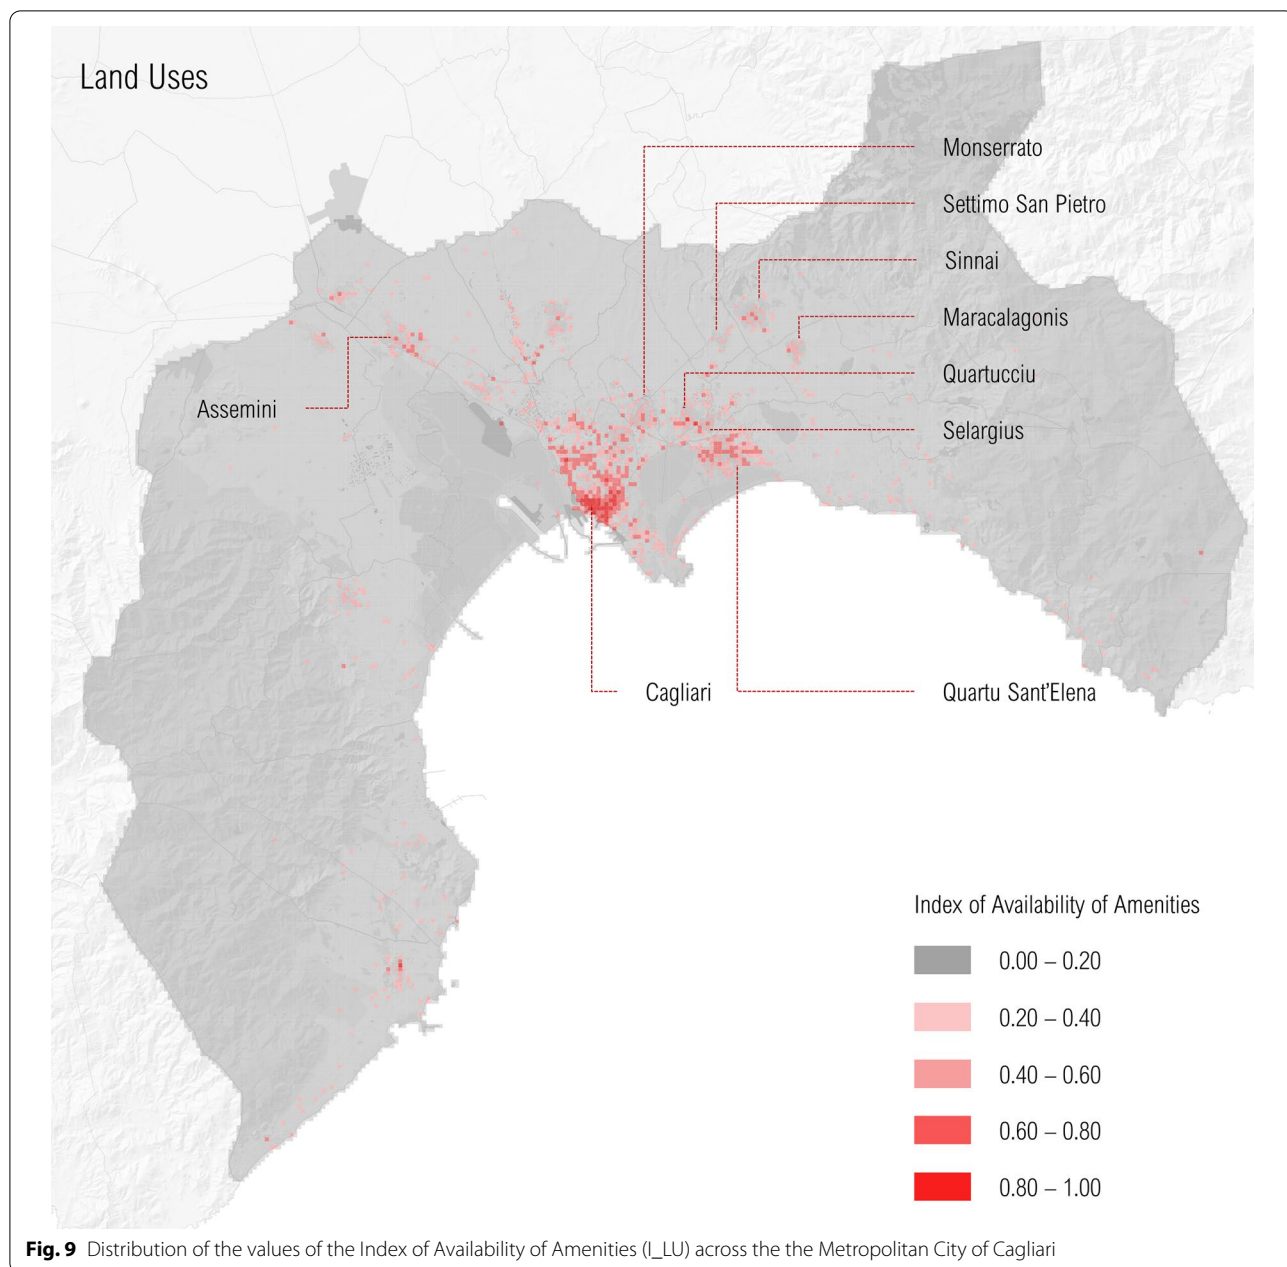 Land Uses
Monserrato
Settimo San Pietro
Sinnai
Maracalagonis
Quartucciu
Assemini
Selargius
Cagliari
Quartu Sant'Elena
Index of Availability of Amenities
0.00 – 0.20
0.20 – 0.40
0.40 – 0.60
0.60 – 0.80
0.80 – 1.00
Fig. 9 Distribution of the values of the Index of Availability of Amenities (I_LU) across the the Metropolitan City of Cagliari